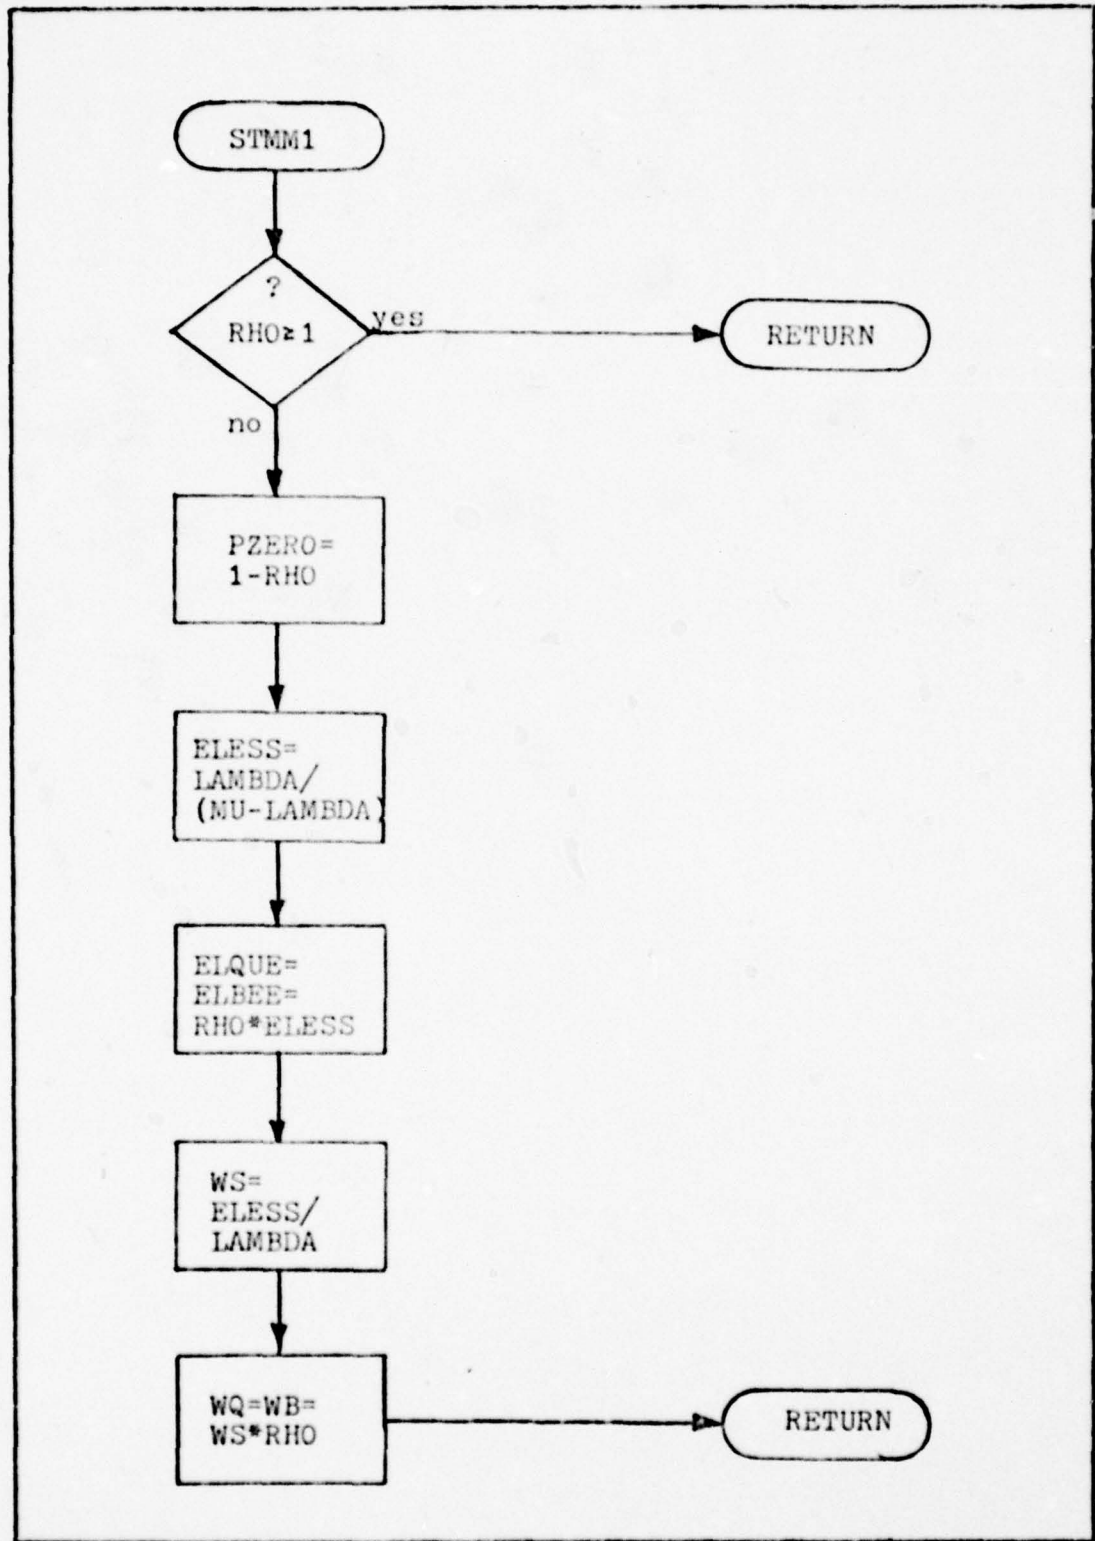 STMM1
?
RHO≥1
yes
RETURN
no
PZERO=
1-RHO
ELESS=
LAMBDA/
(MU-LAMBDA)
ELQUE=
ELBEE=
RHO*ELESS
WS=
ELESS/
LAMBDA
WQ=WB=
WS*RHO
RETURN